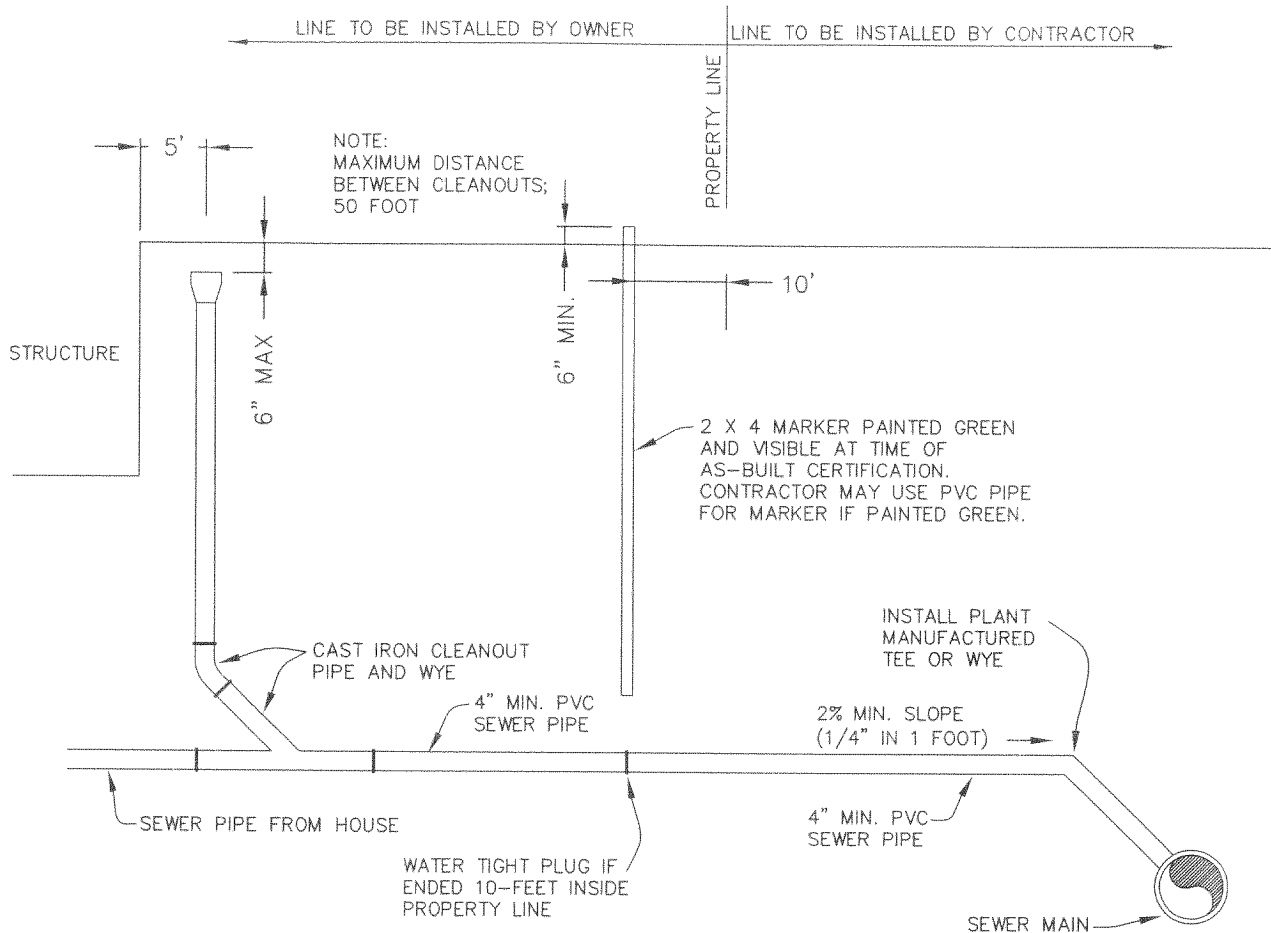 LINE TO BE INSTALLED BY OWNER
LINE TO BE INSTALLED BY CONTRACTOR
PROPERTY LINE
5'
NOTE:
MAXIMUM DISTANCE
BETWEEN CLEANOUTS;
50 FOOT
10'
6" MAX
6" MIN.
STRUCTURE
2 X 4 MARKER PAINTED GREEN
AND VISIBLE AT TIME OF
AS-BUILT CERTIFICATION.
CONTRACTOR MAY USE PVC PIPE
FOR MARKER IF PAINTED GREEN.
INSTALL PLANT
MANUFACTURED
TEE OR WYE
CAST IRON CLEANOUT
PIPE AND WYE
4" MIN. PVC
SEWER PIPE
2% MIN. SLOPE
(1/4" IN 1 FOOT)
SEWER PIPE FROM HOUSE
4" MIN. PVC
SEWER PIPE
WATER TIGHT PLUG IF
ENDED 10-FEET INSIDE
PROPERTY LINE
SEWER MAIN